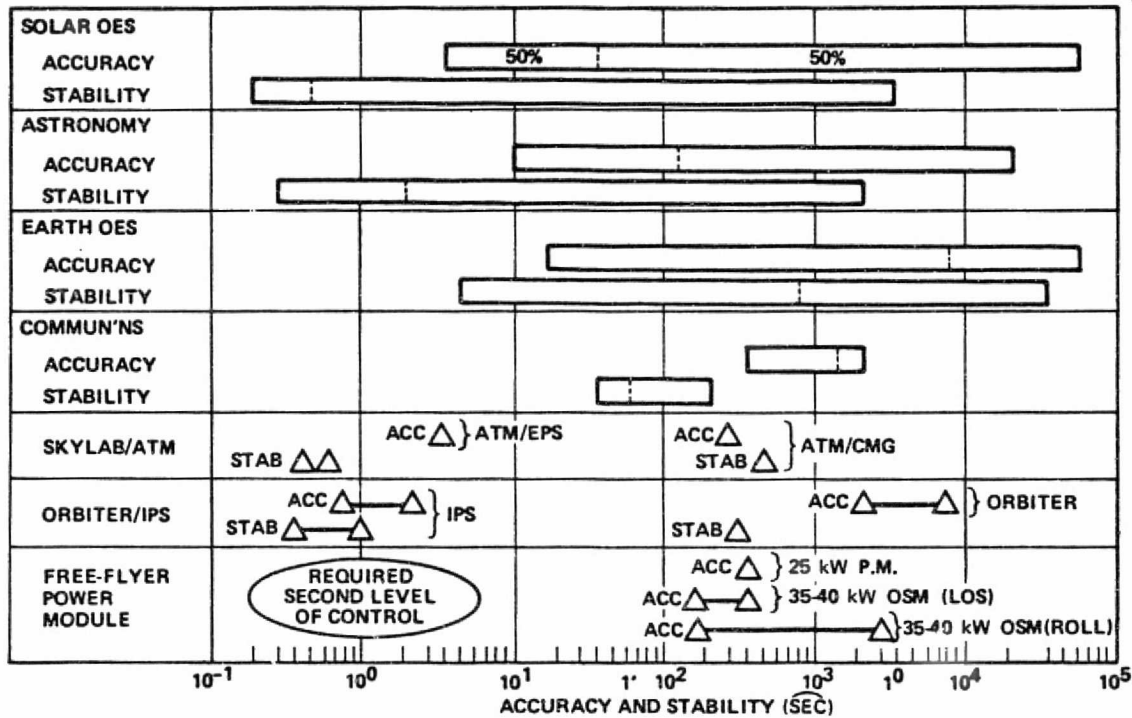 SOLAR OES
ACCURACY 50% 50%
STABILITY
ASTRONOMY
ACCURACY
STABILITY
EARTH OES
ACCURACY
STABILITY
COMMUN'NS
ACCURACY
STABILITY
SKYLAB/ATM
ACC } ATM/EPS
STAB
ACC
STAB } ATM/CMG
ORBITER/IPS
ACC
STAB } IPS
ACC } ORBITER
STAB
FREE-FLYER
POWER
MODULE
REQUIRED
SECOND LEVEL
OF CONTROL
ACC } 25 kW P.M.
ACC } 35-40 kW OSM (LOS)
ACC } 35-40 kW OSM(ROLL)
10-1 100 1' 102 103 10 104 105
ACCURACY AND STABILITY (SEC)